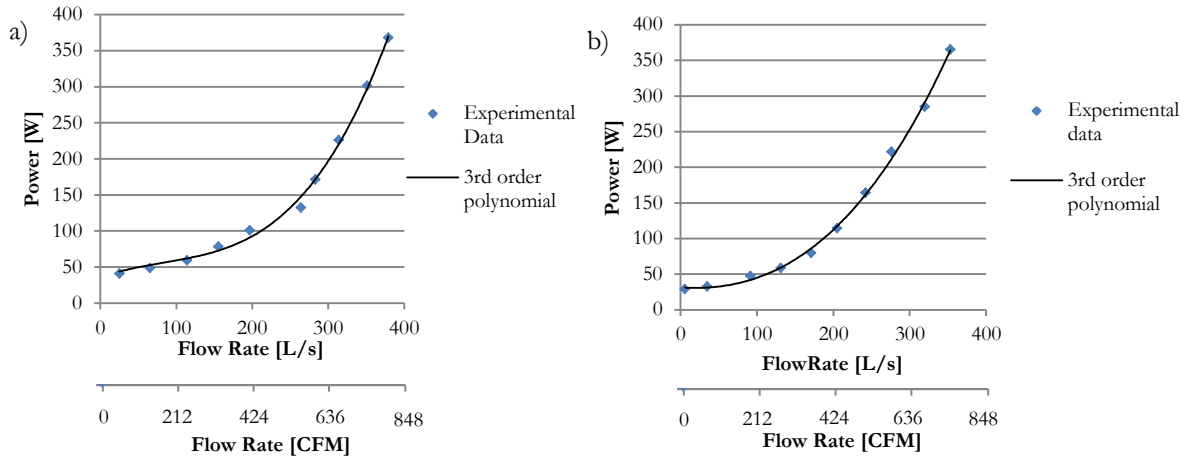 a)
400
350
300
250
200
150
100
50
0
Power [W]
0 100 200 300 400
Flow Rate [L/s]
0 212 424 636 848
Flow Rate [CFM]
Experimental
Data
3rd order
polynomial
b)
400
350
300
250
200
150
100
50
0
Power [W]
0 100 200 300 400
FlowRate [L/s]
0 212 424 636 848
Flow Rate [CFM]
Experimental
data
3rd order
polynomial